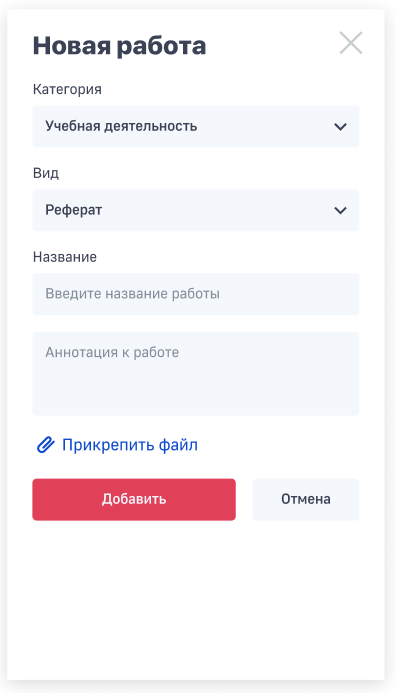 Новая работа
Категория
Учебная деятельность
Вид
Реферат
Название
Введите название работы
Аннотация к работе
Прикрепить файл
Добавить
Отмена